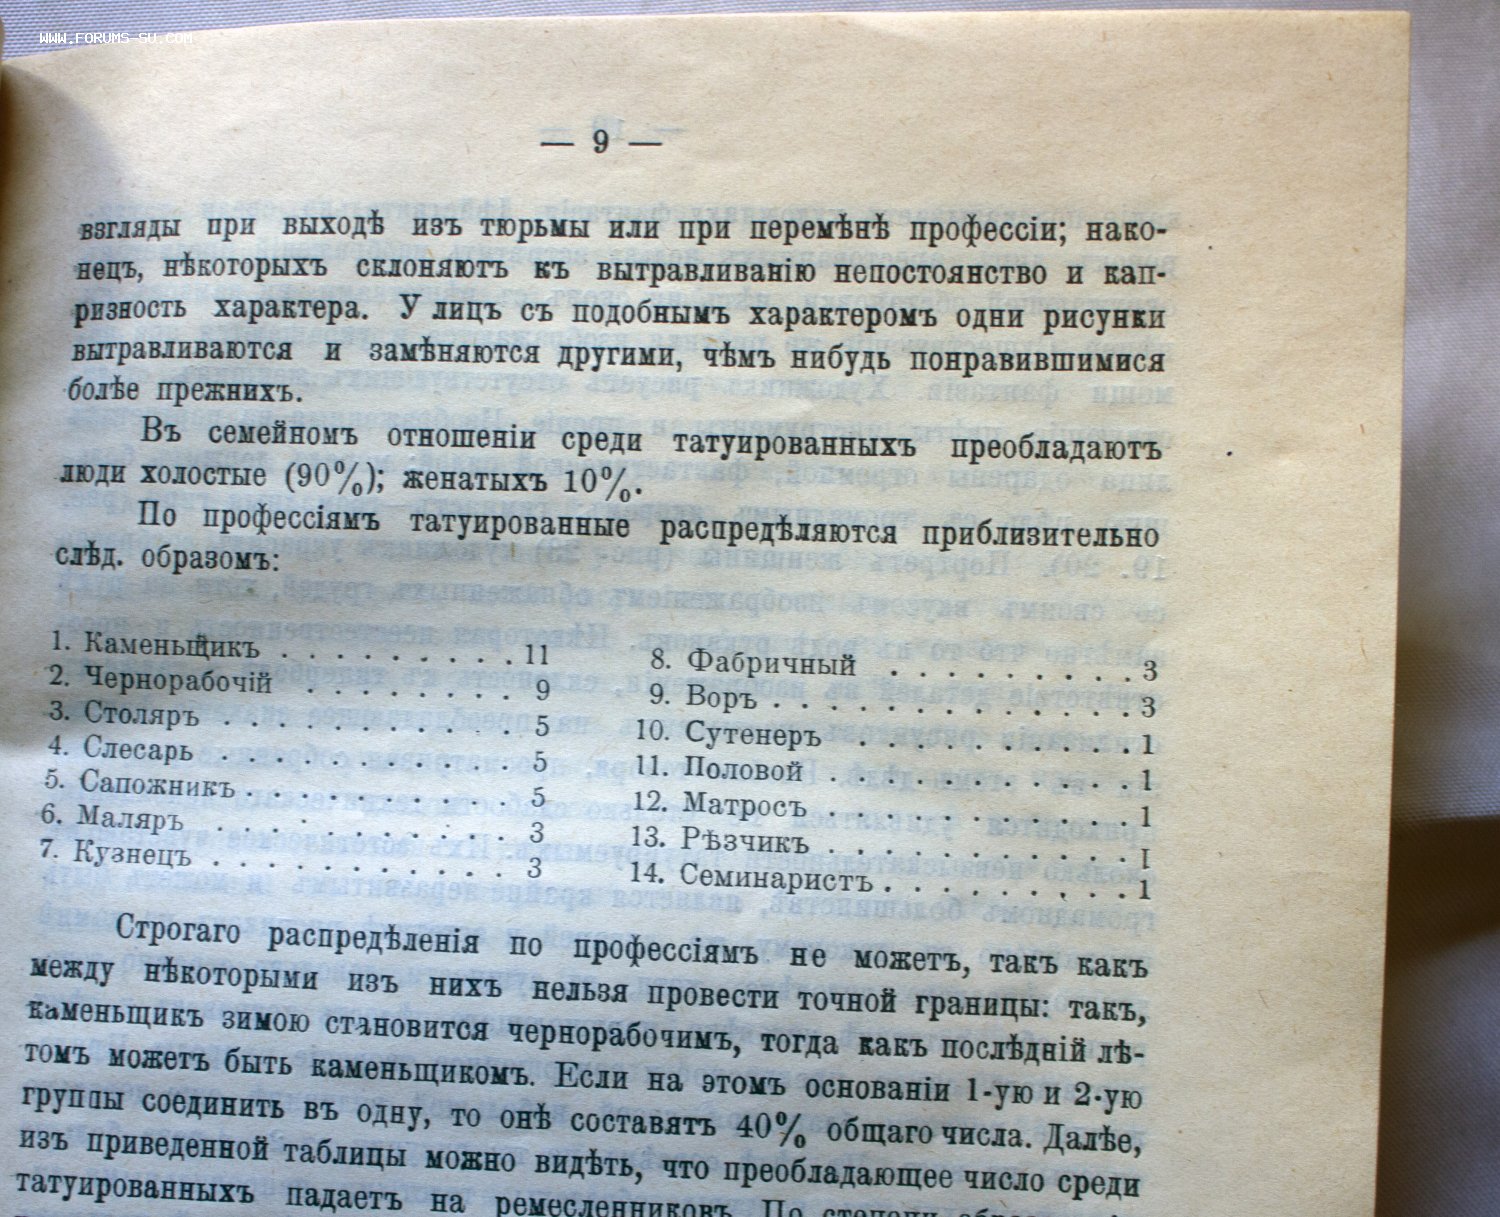 WWW.FORUMS-SU.COM
— 9 —
взгляды при выходѣ изъ тюрьмы или при перемѣнѣ профессіи; нако-
нецъ, нѣкоторыхъ склоняютъ къ вытравливанію непостоянство и кап-
ризность характера. У лицъ съ подобнымъ характеромъ одни рисунки
вытравливаются и замѣняются другими, чѣмъ нибудь понравившимися
болѣе прежнихъ.
Въ семейномъ отношеніи среди татуированныхъ преобладаютъ
люди холостые (90%); женатыхъ 10%.
По профессіямъ татуированные распредѣляются приблизительно
слѣд. образомъ:
1. Каменьщикъ . . . . . . . . 11
2. Чернорабочій . . . . . . . 9
3. Столяръ . . . . . . . . . . 5
4. Слесарь . . . . . . . . . . 5
5. Сапожникъ . . . . . . . . . 5
6. Маляръ . . . . . . . . . . 3
7. Кузнецъ . . . . . . . . . . 3
8. Фабричный . . . . . . . . . 3
9. Воръ . . . . . . . . . . . . 3
10. Сутенеръ . . . . . . . . . 1
11. Половой . . . . . . . . . . 1
12. Матросъ . . . . . . . . . . 1
13. Рѣзчикъ . . . . . . . . . . 1
14. Семинаристъ . . . . . . . . 1
Строгаго распредѣленія по профессіямъ не можетъ, такъ какъ
между нѣкоторыми изъ нихъ нельзя провести точной границы: такъ,
каменьщикъ зимою становится чернорабочимъ, тогда какъ послѣдній лѣ-
томъ можетъ быть каменьщикомъ. Если на этомъ основаніи 1-ую и 2-ую
группы соединить въ одну, то онѣ составятъ 40% общаго числа. Далѣе,
изъ приведенной таблицы можно видѣть, что преобладающее число среди
татуированныхъ падаетъ на ремесленниковъ. По степени